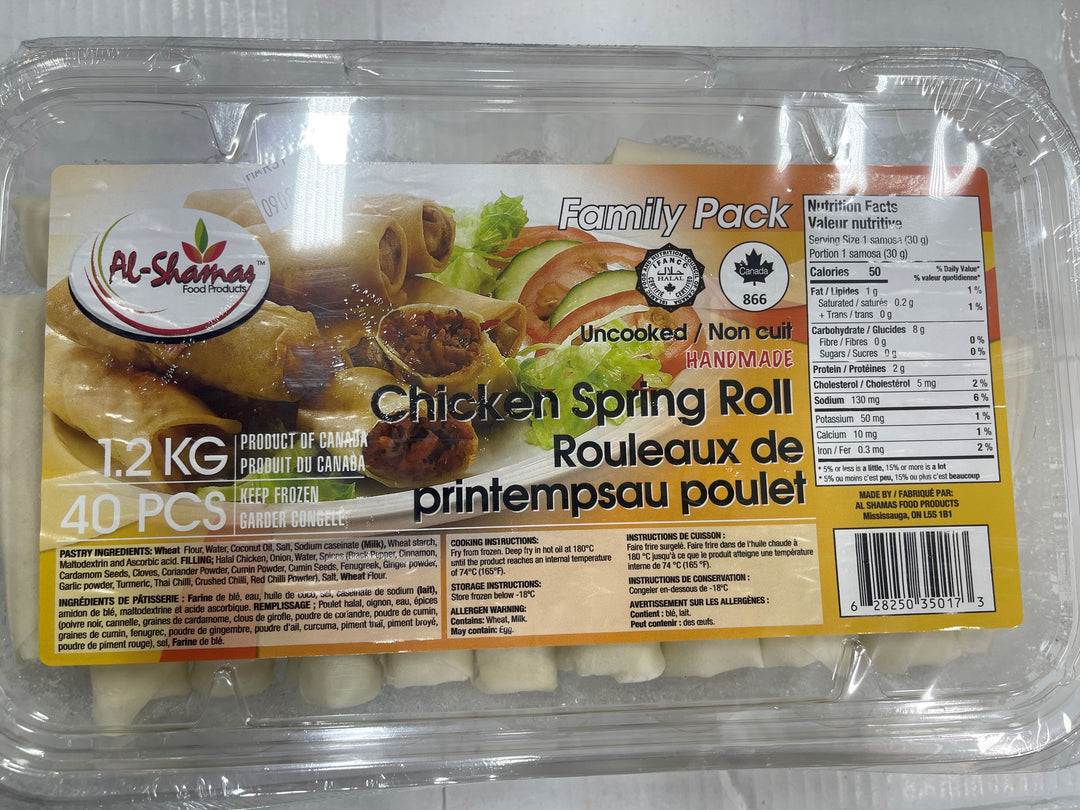 AL-Shamas™
Food Products
Family Pack
HALAL
Canada
866
Uncooked / Non cuit
HANDMADE
Chicken Spring Roll
Rouleaux de
printempsau poulet
1.2 KG
40 PCS
PRODUCT OF CANADA
PRODUIT DU CANABA
KEEP FROZEN
GARDER CONGELÉ
Nutrition Facts
Valeur nutritive
Serving Size 1 samosa (30 g)
Portion 1 samosa (30 g)
Calories 50
% Daily Value*
% valeur quotidienne*
Fat / Lipides 1 g 1 %
Saturated / saturés 0.2 g
+ Trans / trans 0 g 1 %
Carbohydrate / Glucides 8 g
Fibre / Fibres 0 g 0 %
Sugars / Sucres 0 g 0 %
Protein / Protéines 2 g
Cholesterol / Cholestérol 5 mg 2 %
Sodium 130 mg 6 %
Potassium 50 mg 1 %
Calcium 10 mg 1 %
Iron / Fer 0.3 mg 2 %
* 5% or less is a little, 15% or more is a lot
* 5% ou moins c'est peu, 15% ou plus c'est beaucoup
MADE BY / FABRIQUÉ PAR:
AL SHAMAS FOOD PRODUCTS
Mississauga, ON L5S 1B1
6 28250 35017 3
PASTRY INGREDIENTS: Wheat Flour, Water, Coconut Oil, Salt, Sodium caseinate (Milk), Wheat starch,
Maltodextrin and Ascorbic acid. FILLING; Halal Chicken, Onion, Water, Spices (Black Pepper, Cinnamon,
Cardamom Seeds, Cloves, Coriander Powder, Cumin Powder, Cumin Seeds, Fenugreek, Ginger powder,
Garlic powder, Turmeric, Thai Chilli, Crushed Chilli, Red Chilli Powder), Salt, Wheat Flour.
INGRÉDIENTS DE PÂTISSERIE : Farine de blé, eau, huile de coco, sel, caséinate de sodium (lait),
amidon de blé, maltodextrine et acide ascorbique. REMPLISSAGE ; Poulet halal, oignon, eau, épices
(poivre noir, cannelle, graines de cardamome, clous de girofle, poudre de coriandre, poudre de cumin,
graines de cumin, fenugrec, poudre de gingembre, poudre d'ail, curcuma, piment thaï, piment broyé,
poudre de piment rouge), sel, Farine de blé.
COOKING INSTRUCTIONS:
Fry from frozen. Deep fry in hot oil at 180°C
until the product reaches an internal temperature
of 74°C (165°F).
STORAGE INSTRUCTIONS:
Store frozen below -18°C
ALLERGEN WARNING:
Contains: Wheat, Milk.
May contain: Egg.
INSTRUCTIONS DE CUISSON :
Faire frire surgelé. Faire frire dans de l'huile chaude à
180 °C jusqu'à ce que le produit atteigne une température
interne de 74 °C (165 °F).
INSTRUCTIONS DE CONSERVATION :
Congeler en-dessous de -18°C
AVERTISSEMENT SUR LES ALLERGÈNES :
Contient : blé, lait.
Peut contenir : des œufs.